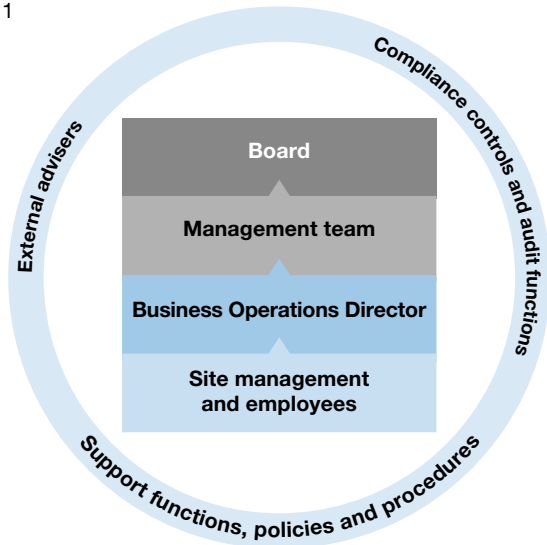 1
External advisers
Compliance controls and audit functions
Board
Management team
Business Operations Director
Site management
and employees
Support functions, policies and procedures